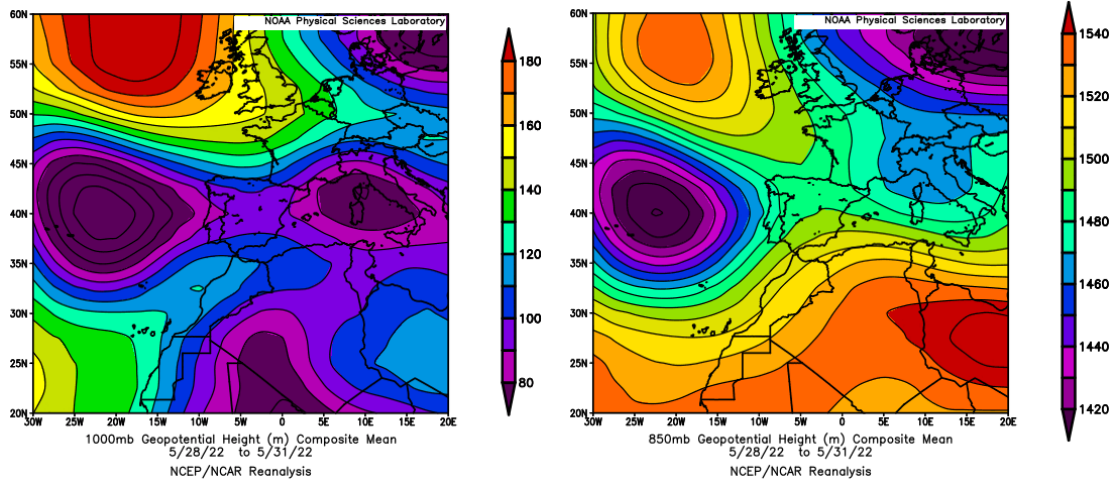 NOAA Physical Sciences Laboratory
60N
55N
50N
45N
40N
35N
30N
25N
20N
30W
25W
20W
15W
10W
5W
0
5E
10E
15E
20E
180
160
140
120
100
80
1000mb Geopotential Height (m) Composite Mean
5/28/22 to 5/31/22
NCEP/NCAR Reanalysis
NOAA Physical Sciences Laboratory
60N
55N
50N
45N
40N
35N
30N
25N
20N
30W
25W
20W
15W
10W
5W
0
5E
10E
15E
20E
1540
1520
1500
1480
1460
1440
1420
850mb Geopotential Height (m) Composite Mean
5/28/22 to 5/31/22
NCEP/NCAR Reanalysis